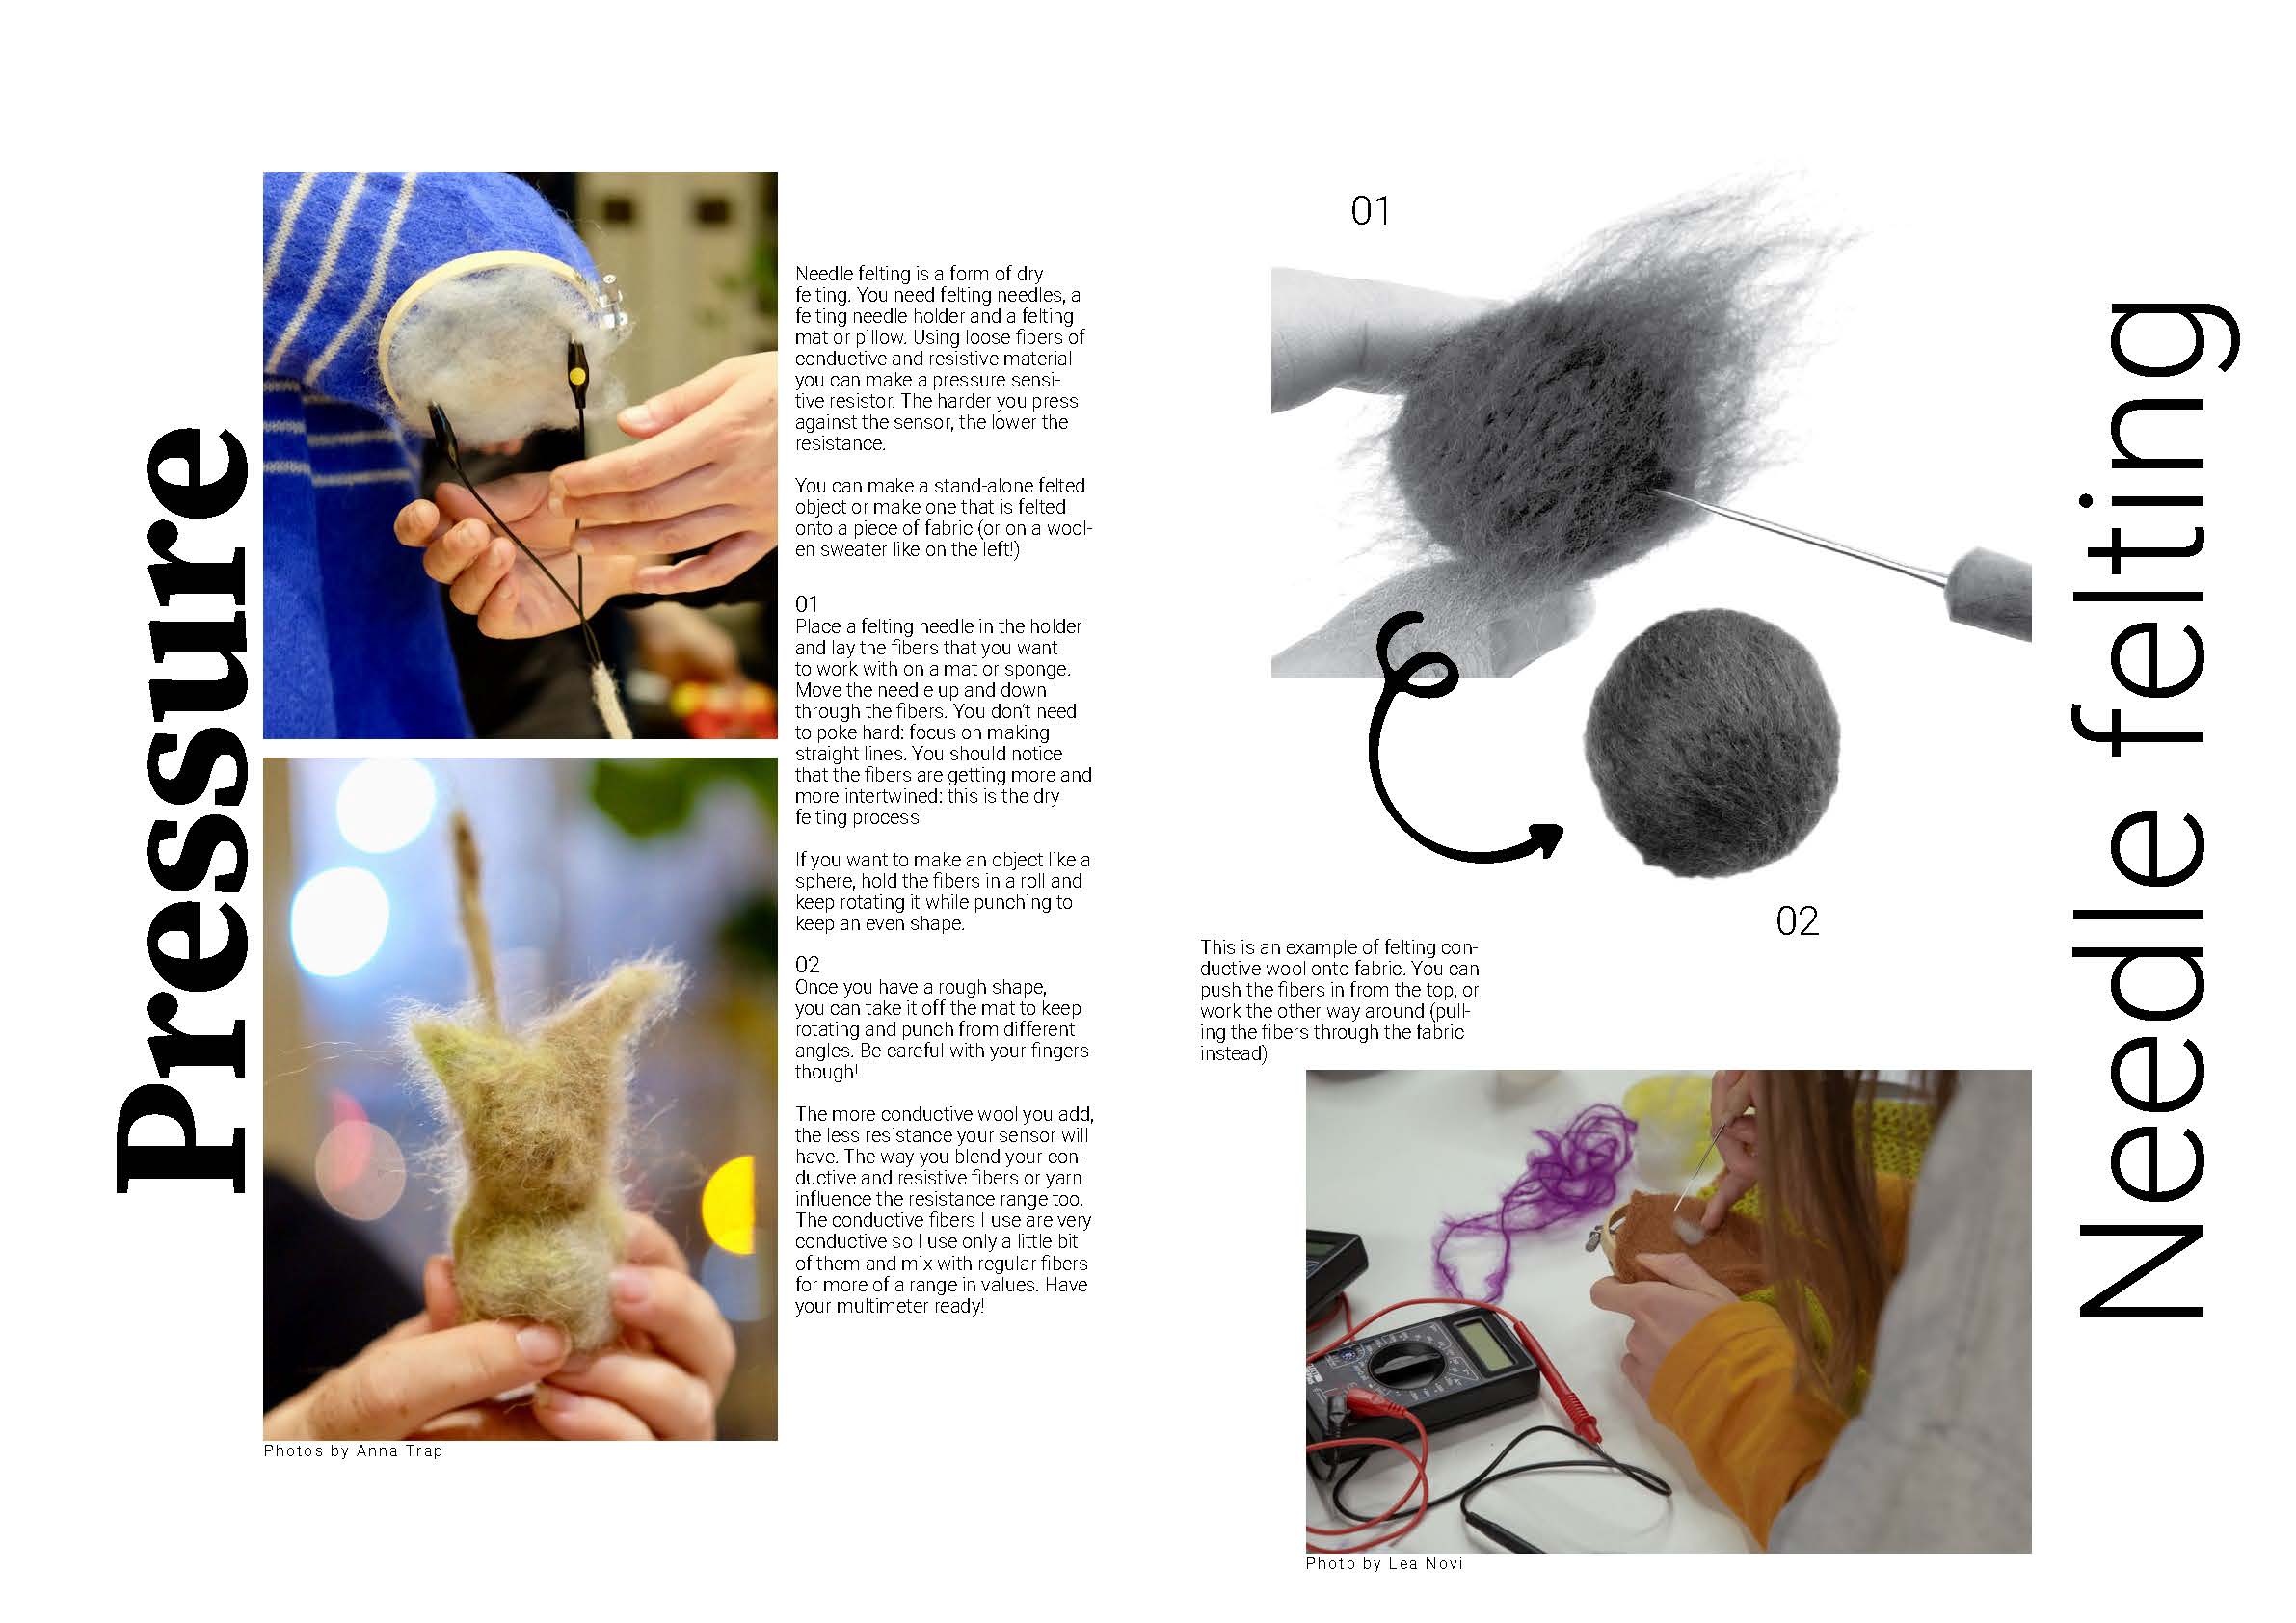 Pressure
Needle felting is a form of dry
felting. You need felting needles, a
felting needle holder and a felting
mat or pillow. Using loose fibers of
conductive and resistive material
you can make a pressure sensi-
tive resistor. The harder you press
against the sensor, the lower the
resistance.
You can make a stand-alone felted
object or make one that is felted
onto a piece of fabric (or on a wool-
en sweater like on the left!)
01
Place a felting needle in the holder
and lay the fibers that you want
to work with on a mat or sponge.
Move the needle up and down
through the fibers. You don't need
to poke hard: focus on making
straight lines. You should notice
that the fibers are getting more and
more intertwined: this is the dry
felting process
If you want to make an object like a
sphere, hold the fibers in a roll and
keep rotating it while punching to
keep an even shape.
02
Once you have a rough shape,
you can take it off the mat to keep
rotating and punch from different
angles. Be careful with your fingers
though!
The more conductive wool you add,
the less resistance your sensor will
have. The way you blend your con-
ductive and resistive fibers or yarn
influence the resistance range too.
The conductive fibers I use are very
conductive so I use only a little bit
of them and mix with regular fibers
for more of a range in values. Have
your multimeter ready!
Photos by Anna Trap
01
02
This is an example of felting con-
ductive wool onto fabric. You can
push the fibers in from the top, or
work the other way around (pull-
ing the fibers through the fabric
instead)
Photo by Lea Novi
Needle felting